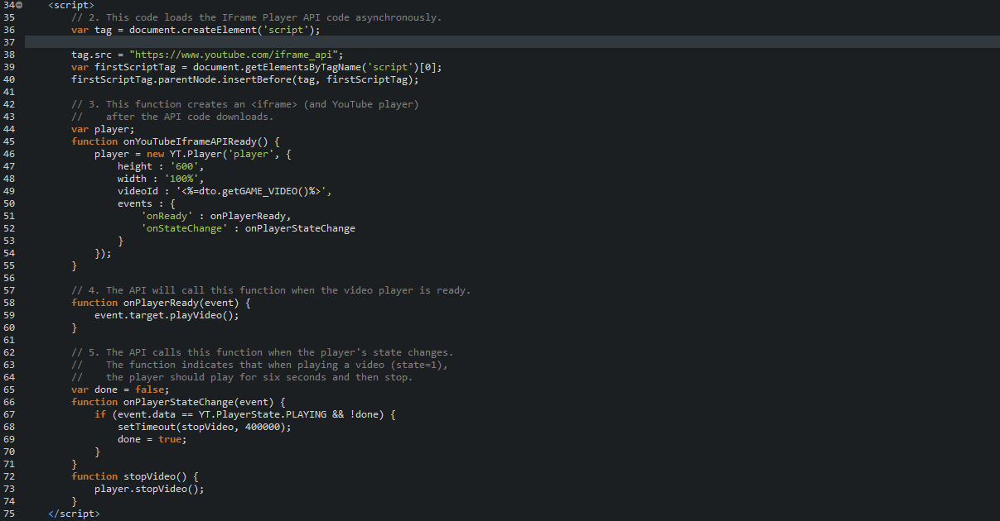 34 <script>
35 // 2. This code loads the IFrame Player API code asynchronously.
36 var tag = document.createElement('script');
37
38 tag.src = "https://www.youtube.com/iframe_api";
39 var firstScriptTag = document.getElementsByTagName('script')[0];
40 firstScriptTag.parentNode.insertBefore(tag, firstScriptTag);
41
42 // 3. This function creates an <iframe> (and YouTube player)
43 //    after the API code downloads.
44 var player;
45 function onYouTubeIframeAPIReady() {
46 player = new YT.Player('player', {
47 height : '600',
48 width : '100%',
49 videoId : '<%=dto.getGAME_VIDEO()%>',
50 events : {
51 'onReady' : onPlayerReady,
52 'onStateChange' : onPlayerStateChange
53 }
54 });
55 }
56
57 // 4. The API will call this function when the video player is ready.
58 function onPlayerReady(event) {
59 event.target.playVideo();
60 }
61
62 // 5. The API calls this function when the player's state changes.
63 //    The function indicates that when playing a video (state=1),
64 //    the player should play for six seconds and then stop.
65 var done = false;
66 function onPlayerStateChange(event) {
67 if (event.data == YT.PlayerState.PLAYING && !done) {
68 setTimeout(stopVideo, 400000);
69 done = true;
70 }
71 }
72 function stopVideo() {
73 player.stopVideo();
74 }
75 </script>